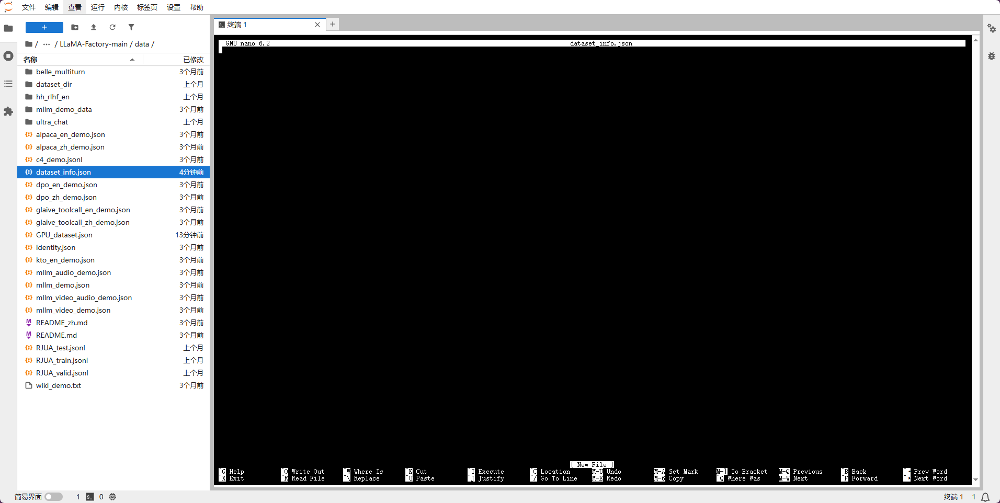 文件 编辑 查看 运行 内核 标签页 设置 帮助
/ ··· / LLaMA-Factory-main / data /
名称 已修改
belle_multiturn 3个月前
dataset_dir 上个月
hh_rlhf_en 上个月
mllm_demo_data 3个月前
ultra_chat 上个月
alpaca_en_demo.json 3个月前
alpaca_zh_demo.json 3个月前
c4_demo.jsonl 3个月前
dataset_info.json 4分钟前
dpo_en_demo.json 3个月前
dpo_zh_demo.json 3个月前
glaive_toolcall_en_demo.json 3个月前
glaive_toolcall_zh_demo.json 3个月前
GPU_dataset.json 13分钟前
identity.json 3个月前
kto_en_demo.json 3个月前
mllm_audio_demo.json 3个月前
mllm_demo.json 3个月前
mllm_video_audio_demo.json 3个月前
mllm_video_demo.json 3个月前
README_zh.md 3个月前
README.md 3个月前
RJUA_test.jsonl 上个月
RJUA_train.jsonl 上个月
RJUA_valid.jsonl 上个月
wiki_demo.txt 3个月前
终端 1
GNU nano 6.2 dataset_info.json
[ New File ]
^G Help ^O Write Out ^W Where Is ^K Cut ^T Execute ^C Location M-U Undo M-A Set Mark M-] To Bracket M-Q Previous ^B Back ^◂ Prev Word
^X Exit ^R Read File ^\ Replace ^U Paste ^J Justify ^/ Go To Line M-E Redo M-6 Copy ^Q Where Was M-W Next ^F Forward ^▸ Next Word
简易界面 1 0 终端 1 1